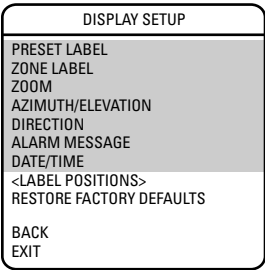 DISPLAY SETUP
PRESET LABEL
ZONE LABEL
ZOOM
AZIMUTH/ELEVATION
DIRECTION
ALARM MESSAGE
DATE/TIME
<LABEL POSITIONS>
RESTORE FACTORY DEFAULTS
BACK
EXIT